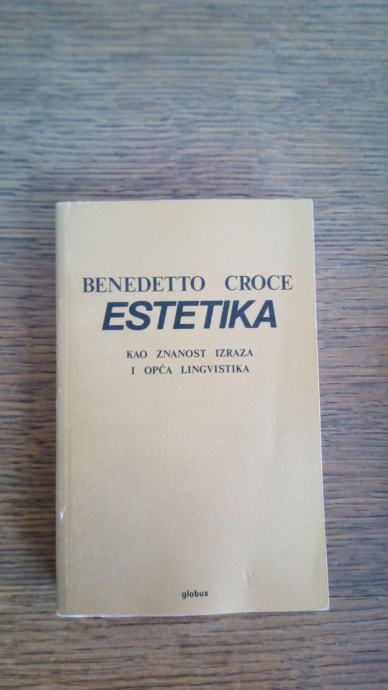 BENEDETTO CROCE
ESTETIKA
KAO ZNANOST IZRAZA
I OPĆA LINGVISTIKA
globus